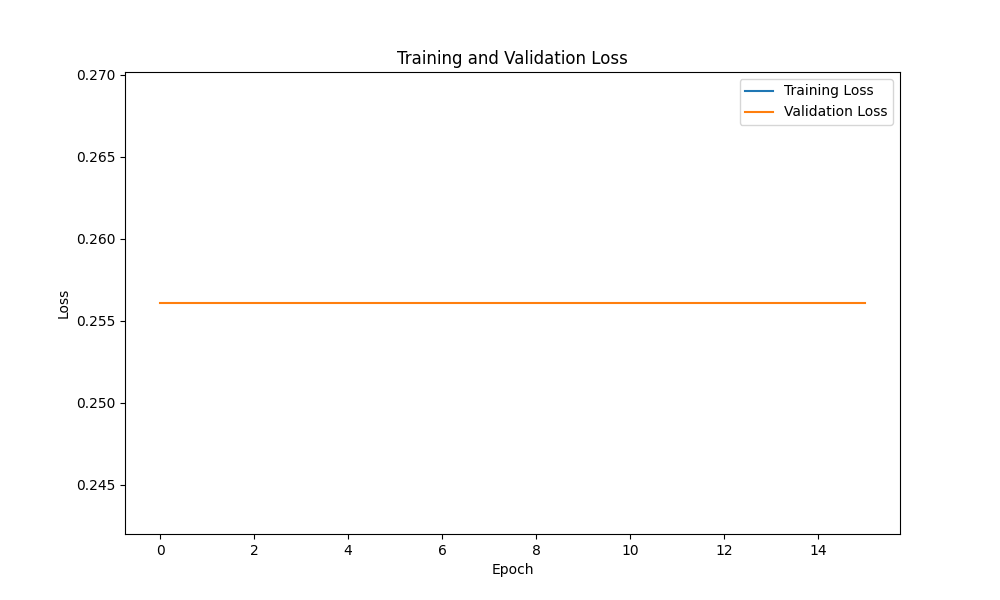 Training and Validation Loss
Training Loss
Validation Loss
0.270
0.265
0.260
0.255
0.250
0.245
Loss
0 2 4 6 8 10 12 14
Epoch